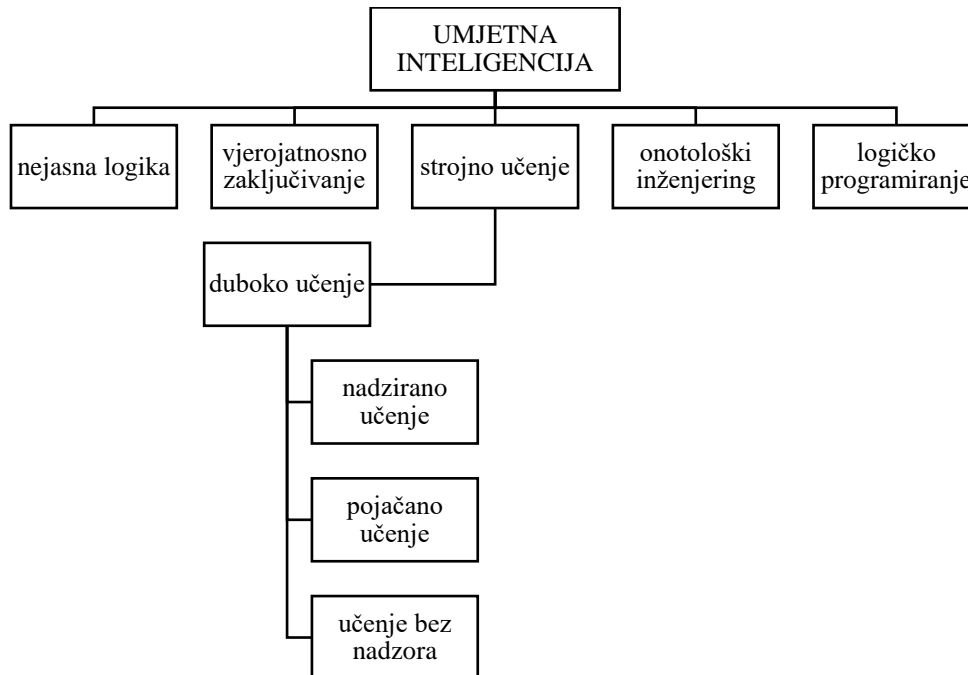 UMJETNA
INTELIGENCIJA
nejasna logika
vjerojatnosno
zaključivanje
strojno učenje
onotološki
inženjering
logičko
programiranje
duboko učenje
nadzirano
učenje
pojačano
učenje
učenje bez
nadzora